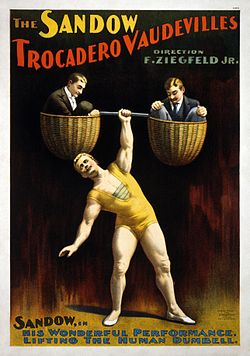 THE SANDOW
TROCADERO VAUDEVILLES
DIRECTION
F. ZIEGFELD JR.
SANDOW, IN
HIS WONDERFUL PERFORMANCE.
LIFTING THE HUMAN DUMBELL.